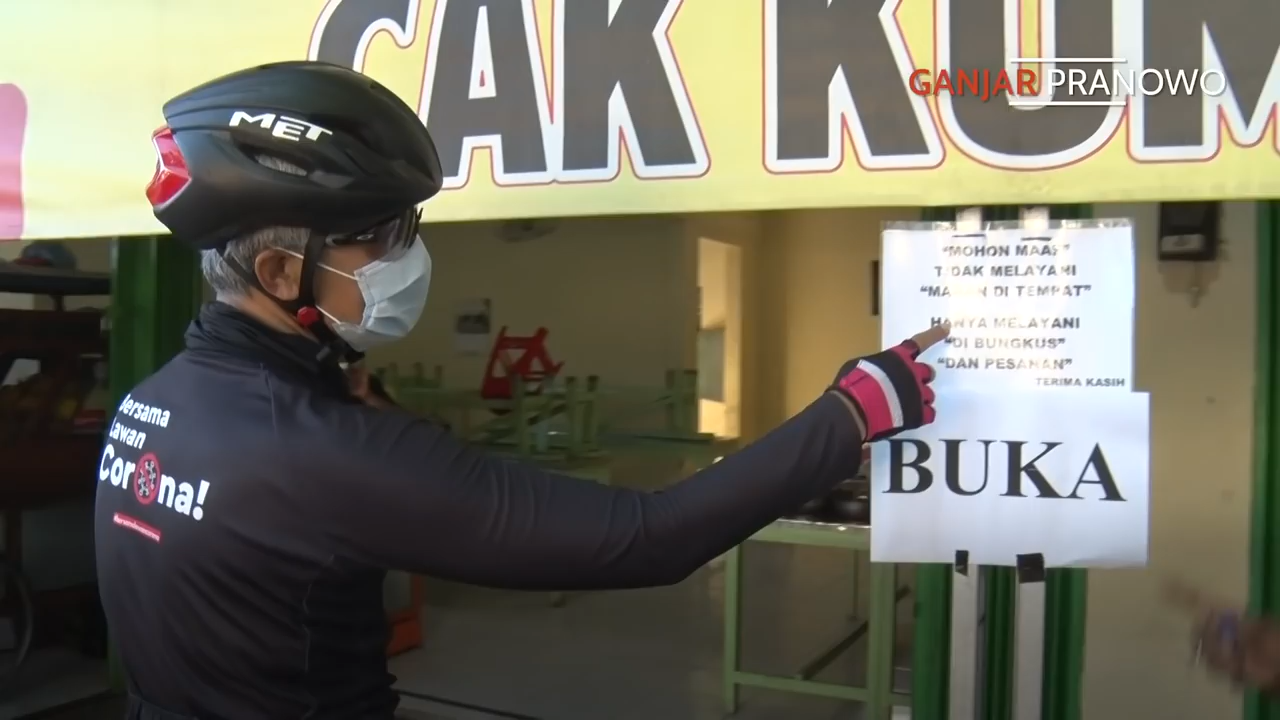 CAK KUM
GANJAR PRANOWO
MET
"MOHON MAAF"
TIDAK MELAYANI
"MAKAN DI TEMPAT"
HANYA MELAYANI
"DI BUNGKUS"
"DAN PESANAN"
TERIMA KASIH
BUKA
Bersama
Lawan
Corona!